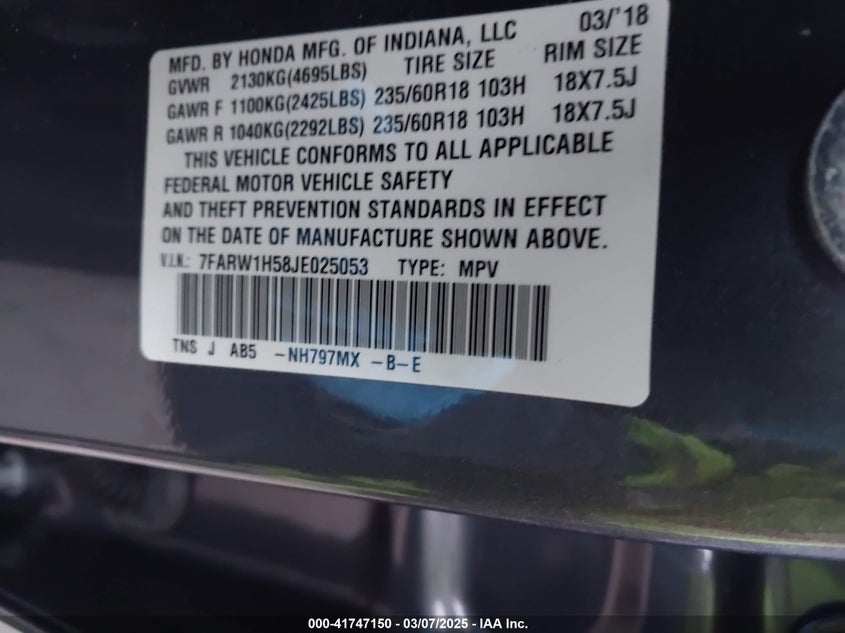 MFD. BY HONDA MFG. OF INDIANA, LLC 03/'18
GVWR 2130KG(4695LBS) TIRE SIZE RIM SIZE
GAWR F 1100KG(2425LBS) 235/60R18 103H 18X7.5J
GAWR R 1040KG(2292LBS) 235/60R18 103H 18X7.5J
THIS VEHICLE CONFORMS TO ALL APPLICABLE
FEDERAL MOTOR VEHICLE SAFETY
AND THEFT PREVENTION STANDARDS IN EFFECT
ON THE DATE OF MANUFACTURE SHOWN ABOVE.
V.I.N.: 7FARW1H58JE025053 TYPE: MPV
TNS J AB5 -NH797MX -B-E
000-41747150 - 03/07/2025 - IAA Inc.